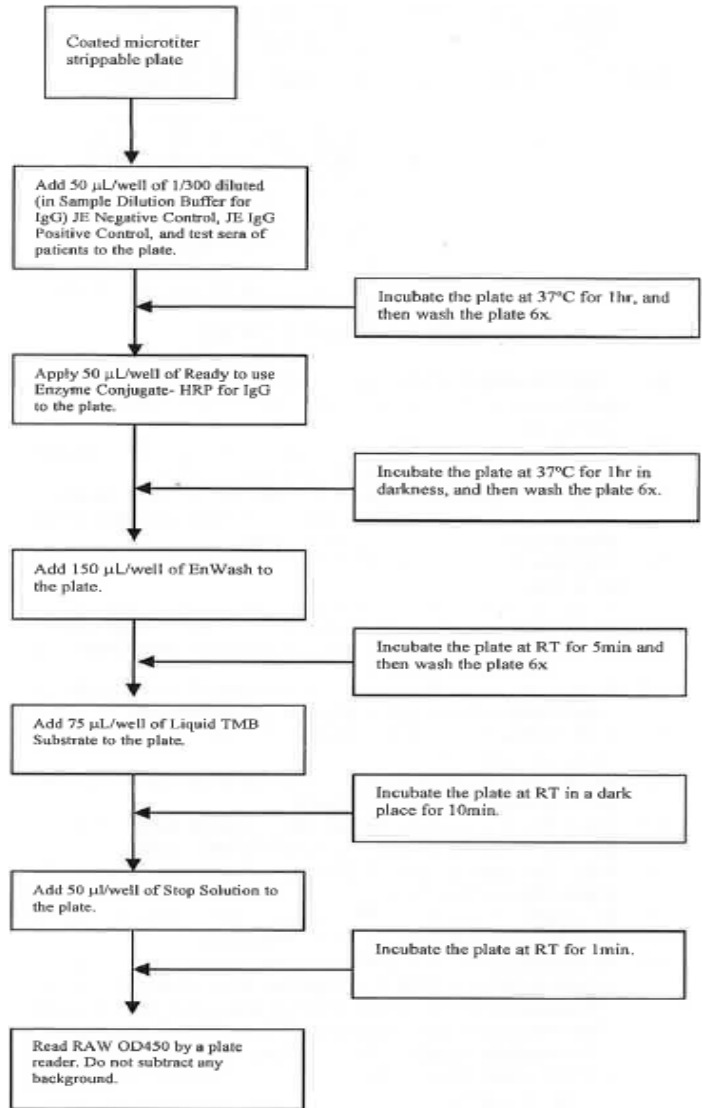 Coated microtiter
strippable plate
Add 50 µL/well of 1/300 diluted
(in Sample Dilution Buffer for
IgG) JE Negative Control, JE IgG
Positive Control, and test sera of
patients to the plate.
Incubate the plate at 37ºC for 1hr, and
then wash the plate 6x.
Apply 50 µL/well of Ready to use
Enzyme Conjugate- HRP for IgG
to the plate.
Incubate the plate at 37ºC for 1hr in
darkness, and then wash the plate 6x.
Add 150 µL/well of EnWash to
the plate.
Incubate the plate at RT for 5min and
then wash the plate 6x
Add 75 µL/well of Liquid TMB
Substrate to the plate.
Incubate the plate at RT in a dark
place for 10min.
Add 50 µl/well of Stop Solution to
the plate.
Incubate the plate at RT for 1min.
Read RAW OD450 by a plate
reader. Do not subtract any
background.